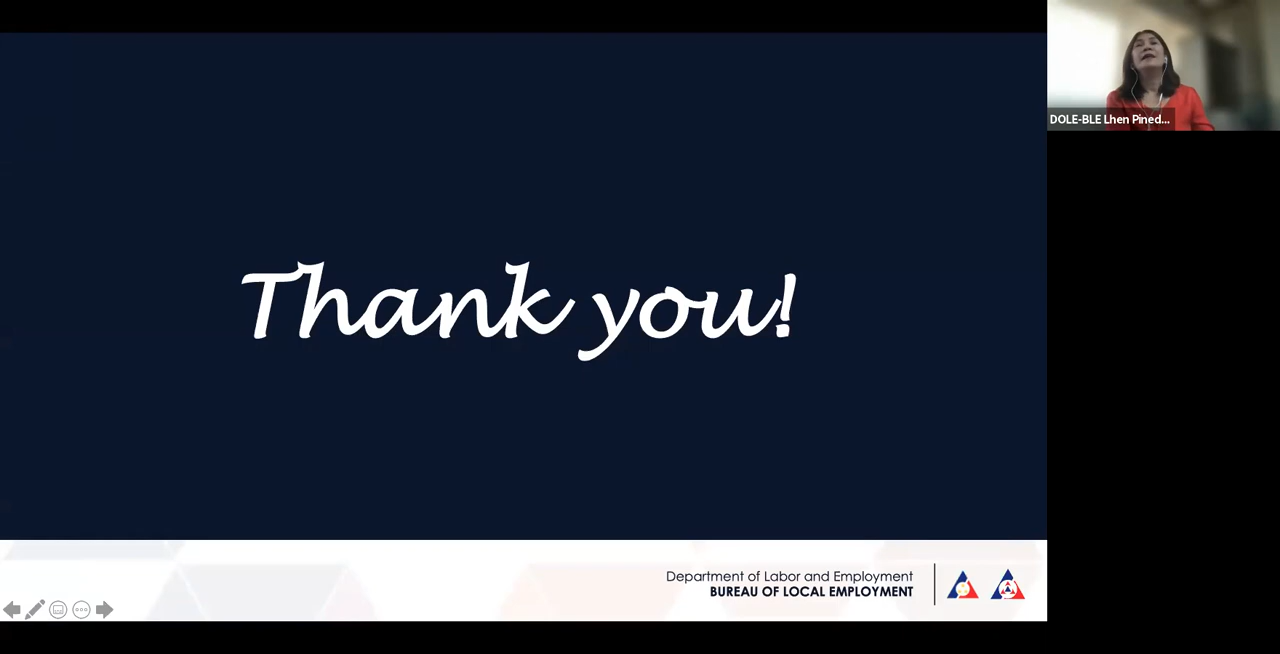 DOLE-BLE Lhen Pined...
Thank you!
Department of Labor and Employment
BUREAU OF LOCAL EMPLOYMENT